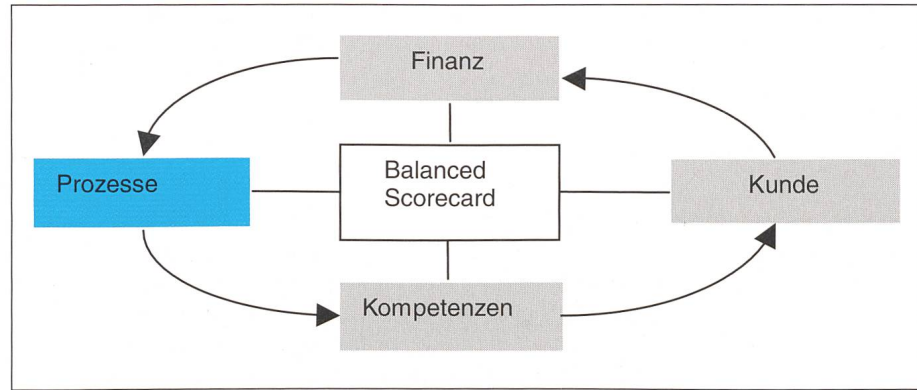 Finanz
Prozesse
Balanced
Scorecard
Kunde
Kompetenzen